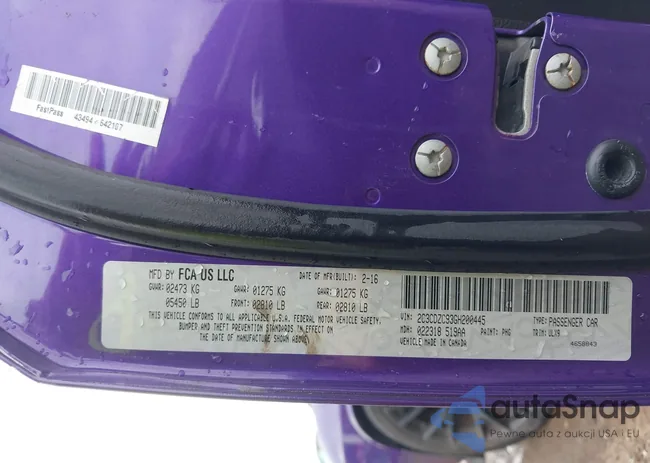 FastPass 43494 642107
MFD BY FCA US LLC
DATE OF MFR(BUILT): 2-16
GVWR: 02473 KG GAWR: 01275 KG GAWR: 01275 KG
05450 LB FRONT: 02810 LB REAR: 02810 LB
THIS VEHICLE CONFORMS TO ALL APPLICABLE U.S.A. FEDERAL MOTOR VEHICLE SAFETY,
BUMPER AND THEFT PREVENTION STANDARDS IN EFFECT ON
THE DATE OF MANUFACTURE SHOWN ABOVE.
VIN: 2C3CDZC93GH200445 TYPE: PASSENGER CAR
MDH: 022318 519AA PAINT: PHG TRIM: ULX9
VEHICLE MADE IN CANADA
4658843
autoSnap
Pewne auta z aukcji USA i EU